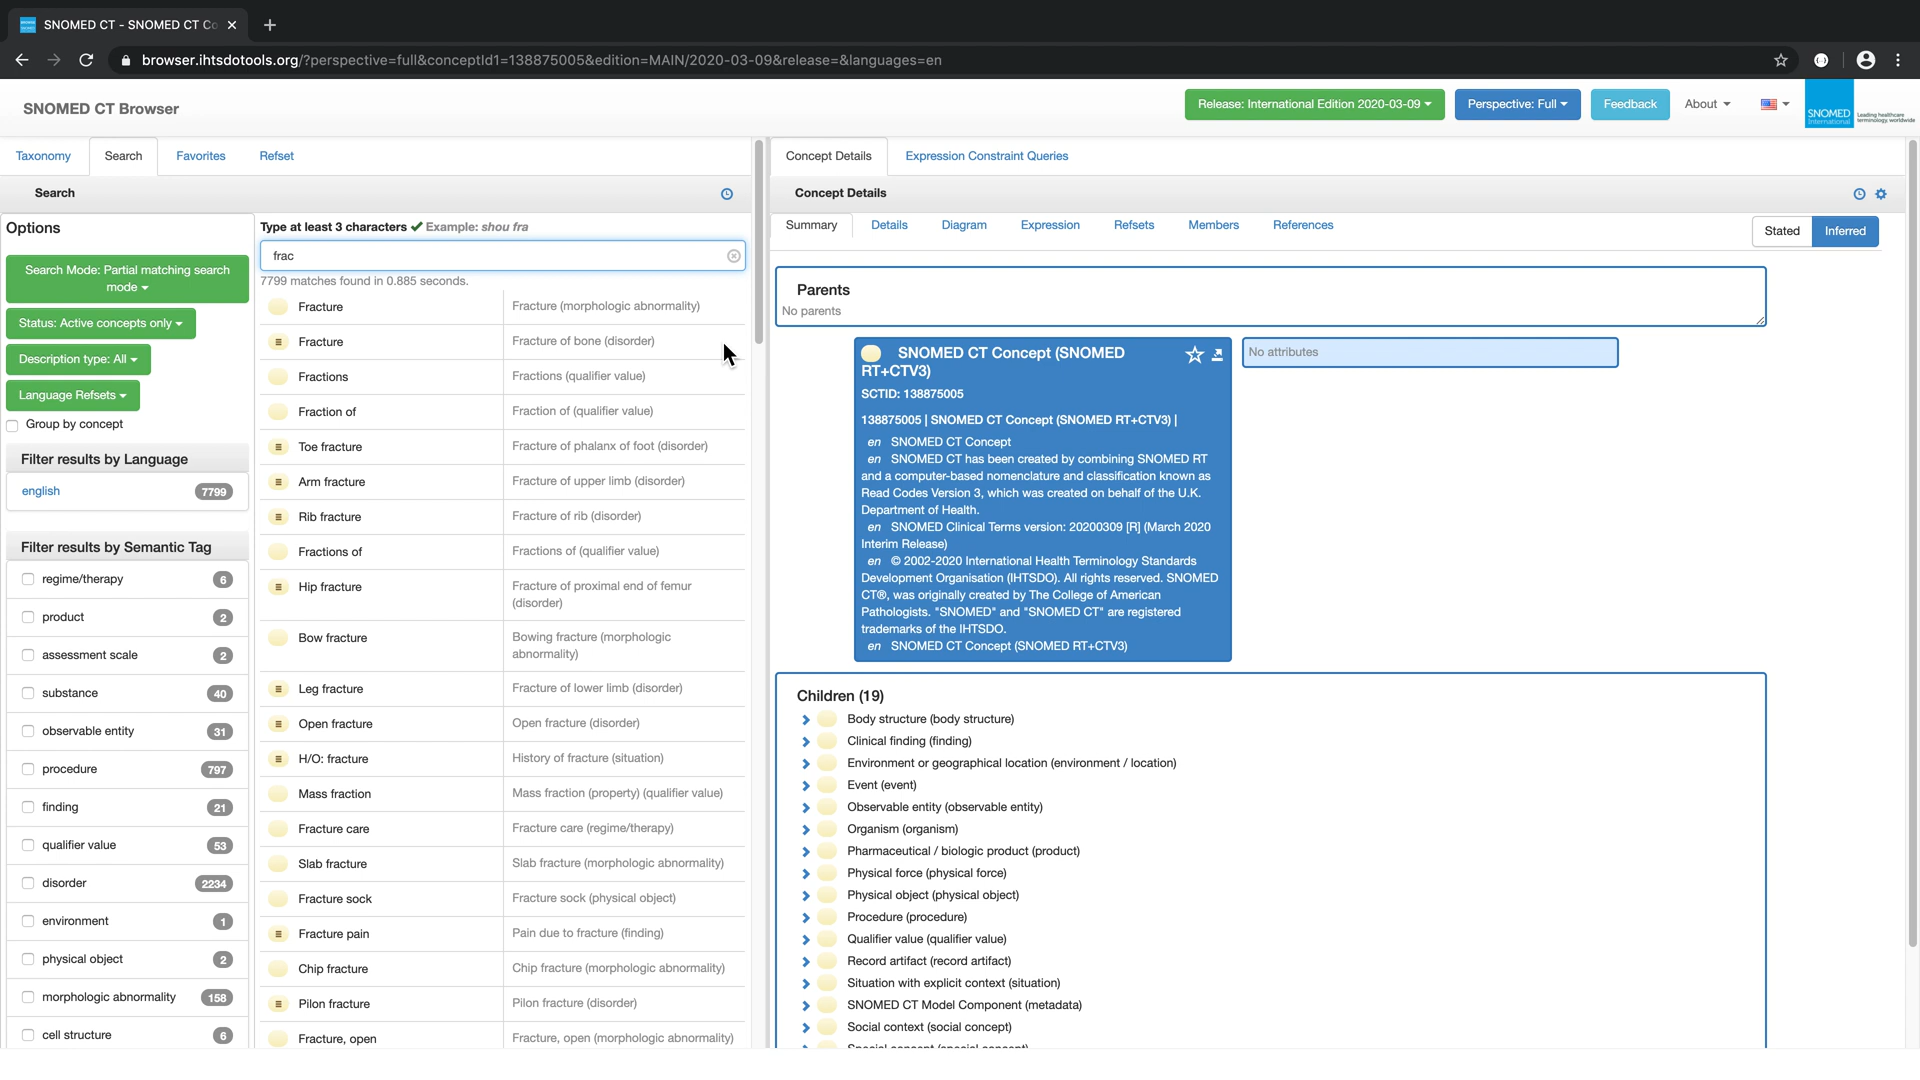 SNOMED CT - SNOMED CT Co
browser.ihtsdotools.org/?perspective=full&conceptId1=138875005&edition=MAIN/2020-03-09&release=&languages=en
SNOMED CT Browser
Release: International Edition 2020-03-09
Perspective: Full
Feedback
About
SNOMED
International
Leading healthcare
terminology, worldwide
Taxonomy
Search
Favorites
Refset
Search
Options
Search Mode: Partial matching search
mode
Status: Active concepts only
Description type: All
Language Refsets
Group by concept
Filter results by Language
english 7799
Filter results by Semantic Tag
regime/therapy 6
product 2
assessment scale 2
substance 40
observable entity 31
procedure 797
finding 21
qualifier value 53
disorder 2234
environment 1
physical object 2
morphologic abnormality 158
cell structure 6
Type at least 3 characters Example: shou fra
frac
7799 matches found in 0.885 seconds.
Fracture Fracture (morphologic abnormality)
Fracture Fracture of bone (disorder)
Fractions Fractions (qualifier value)
Fraction of Fraction of (qualifier value)
Toe fracture Fracture of phalanx of foot (disorder)
Arm fracture Fracture of upper limb (disorder)
Rib fracture Fracture of rib (disorder)
Fractions of Fractions of (qualifier value)
Hip fracture Fracture of proximal end of femur
(disorder)
Bow fracture Bowing fracture (morphologic
abnormality)
Leg fracture Fracture of lower limb (disorder)
Open fracture Open fracture (disorder)
H/O: fracture History of fracture (situation)
Mass fraction Mass fraction (property) (qualifier value)
Fracture care Fracture care (regime/therapy)
Slab fracture Slab fracture (morphologic abnormality)
Fracture sock Fracture sock (physical object)
Fracture pain Pain due to fracture (finding)
Chip fracture Chip fracture (morphologic abnormality)
Pilon fracture Pilon fracture (disorder)
Fracture, open Fracture, open (morphologic abnormality)
Concept Details
Expression Constraint Queries
Concept Details
Summary
Details
Diagram
Expression
Refsets
Members
References
Stated
Inferred
Parents
No parents
SNOMED CT Concept (SNOMED
RT+CTV3)
SCTID: 138875005
138875005 | SNOMED CT Concept (SNOMED RT+CTV3) |
en SNOMED CT Concept
en SNOMED CT has been created by combining SNOMED RT
and a computer-based nomenclature and classification known as
Read Codes Version 3, which was created on behalf of the U.K.
Department of Health.
en SNOMED Clinical Terms version: 20200309 [R] (March 2020
Interim Release)
en © 2002-2020 International Health Terminology Standards
Development Organisation (IHTSDO). All rights reserved. SNOMED
CT®, was originally created by The College of American
Pathologists. "SNOMED" and "SNOMED CT" are registered
trademarks of the IHTSDO.
en SNOMED CT Concept (SNOMED RT+CTV3)
No attributes
Children (19)
Body structure (body structure)
Clinical finding (finding)
Environment or geographical location (environment / location)
Event (event)
Observable entity (observable entity)
Organism (organism)
Pharmaceutical / biologic product (product)
Physical force (physical force)
Physical object (physical object)
Procedure (procedure)
Qualifier value (qualifier value)
Record artifact (record artifact)
Situation with explicit context (situation)
SNOMED CT Model Component (metadata)
Social context (social concept)
Special concept (special concept)